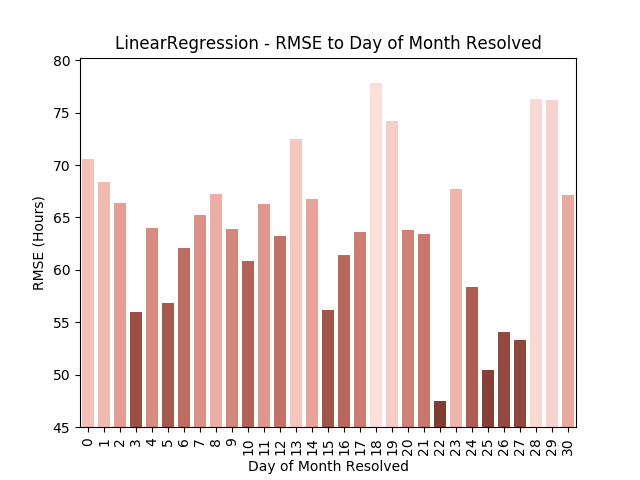 LinearRegression - RMSE to Day of Month Resolved
80
75
70
65
60
55
50
45
RMSE (Hours)
0 1 2 3 4 5 6 7 8 9 10 11 12 13 14 15 16 17 18 19 20 21 22 23 24 25 26 27 28 29 30
Day of Month Resolved